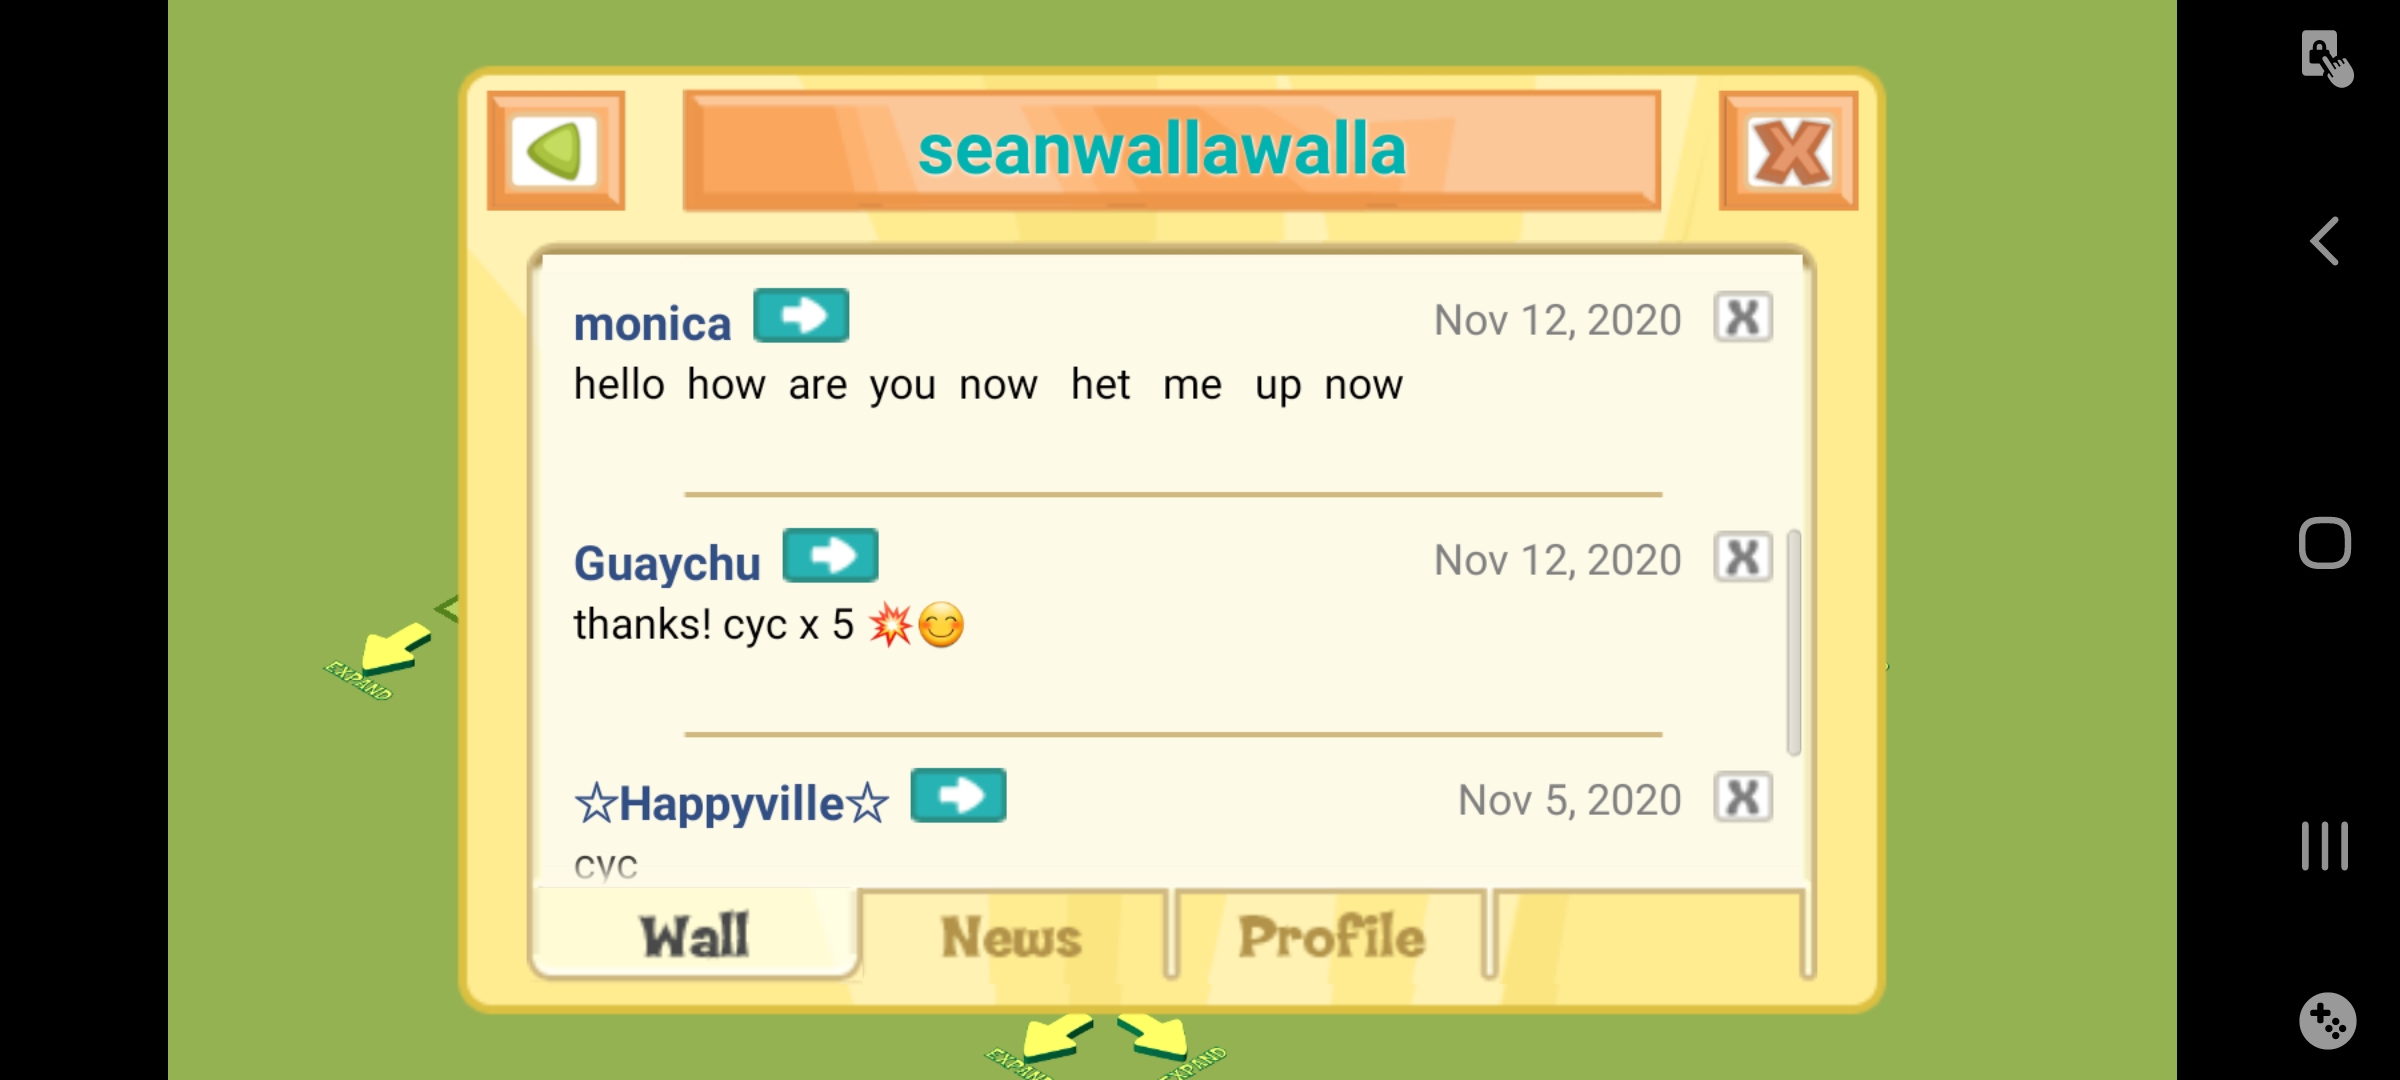 seanwallawalla
monica
Nov 12, 2020
hello how are you now het me up now
Guaychu
Nov 12, 2020
thanks! cyc x 5 💥😊
☆Happyville☆
Nov 5, 2020
cyc
EXPAND
Wall
News
Profile
EXPAND
EXPAND